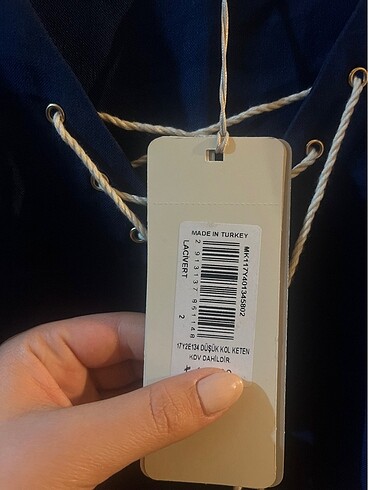 MADE IN TURKEY
MK117Y401345802
LACİVERT
2
17Y2E134 DÜŞÜK KOL KETEN
KDV DAHİLDİR